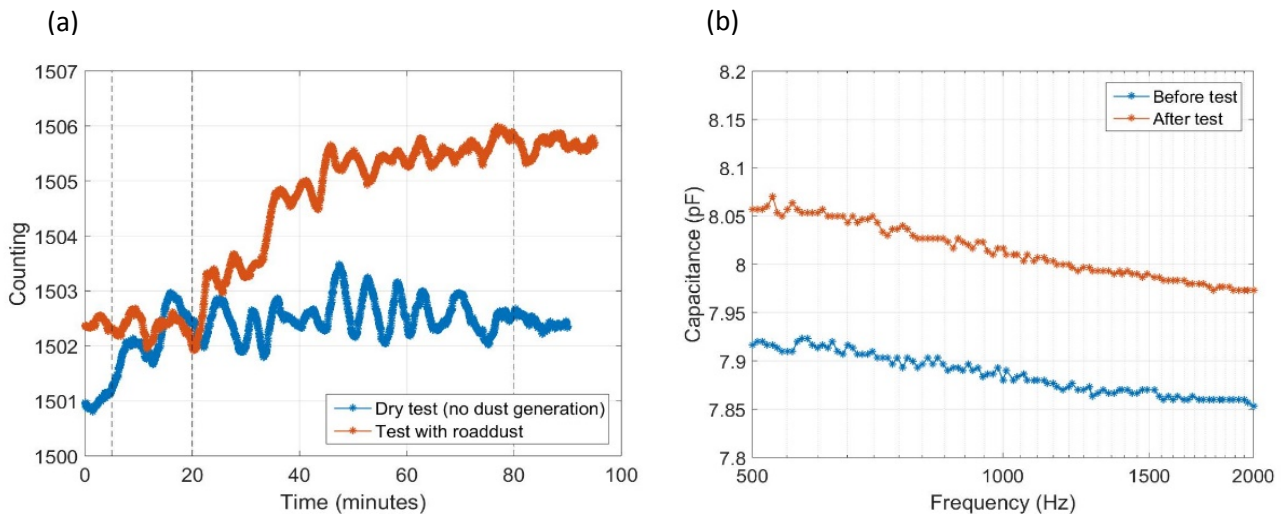 (a)
1507
1506
1505
1504
1503
1502
1501
1500
Counting
0
20
40
60
80
100
Time (minutes)
Dry test (no dust generation)
Test with roaddust
(b)
8.2
8.15
8.1
8.05
8
7.95
7.9
7.85
7.8
Capacitance (pF)
500
1000
1500
2000
Frequency (Hz)
Before test
After test